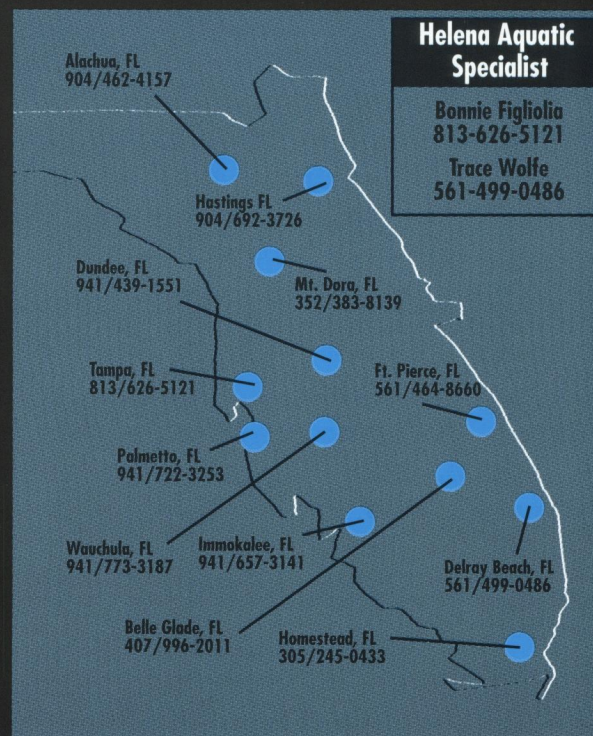 Helena Aquatic
Specialist
Bonnie Figliolia
813-626-5121
Trace Wolfe
561-499-0486
Alachua, FL
904/462-4157
Hastings FL
904/692-3726
Dundee, FL
941/439-1551
Mt. Dora, FL
352/383-8139
Tampa, FL
813/626-5121
Ft. Pierce, FL
561/464-8660
Palmetto, FL
941/722-3253
Wauchula, FL
941/773-3187
Immokalee, FL
941/657-3141
Delray Beach, FL
561/499-0486
Belle Glade, FL
407/996-2011
Homestead, FL
305/245-0433